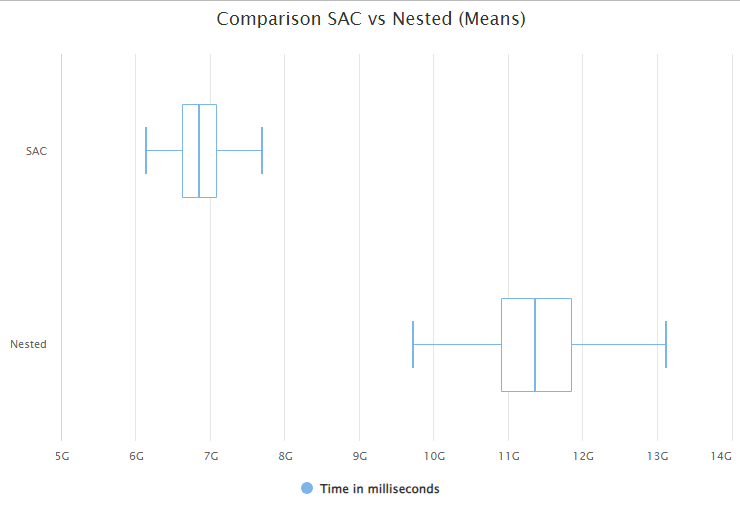 Comparison SAC vs Nested (Means)
SAC
Nested
5G 6G 7G 8G 9G 10G 11G 12G 13G 14G
Time in milliseconds